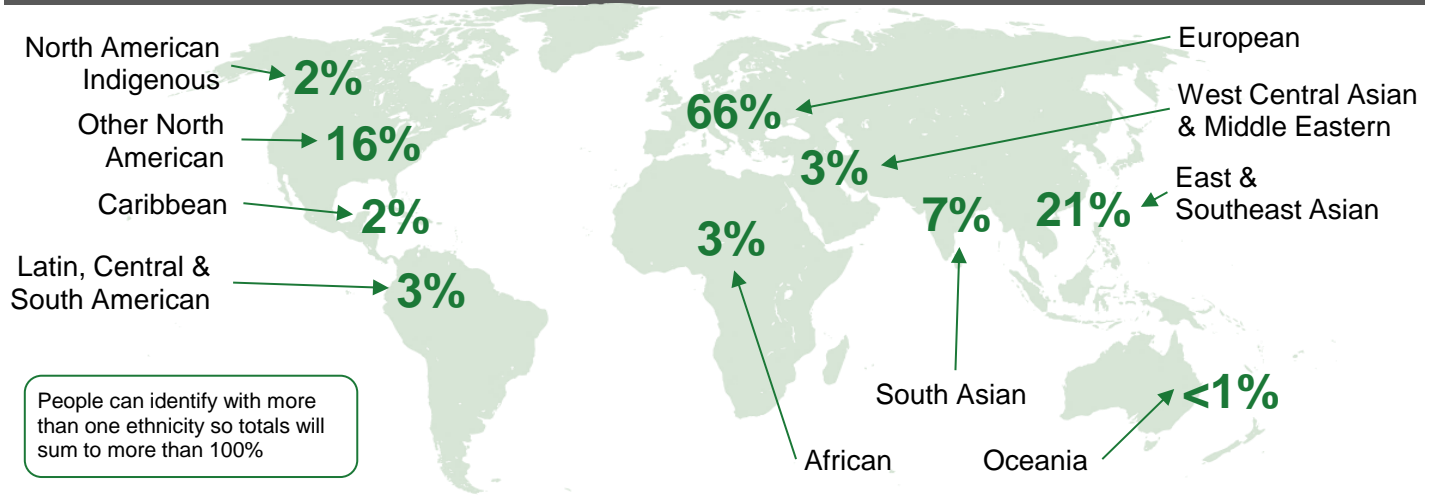 North American
Indigenous
2%
Other North
American
16%
Caribbean
2%
Latin, Central &
South American
3%
European
66%
West Central Asian
& Middle Eastern
3%
East &
Southeast Asian
21%
7%
South Asian
3%
African
Oceania
<1%
People can identify with more
than one ethnicity so totals will
sum to more than 100%